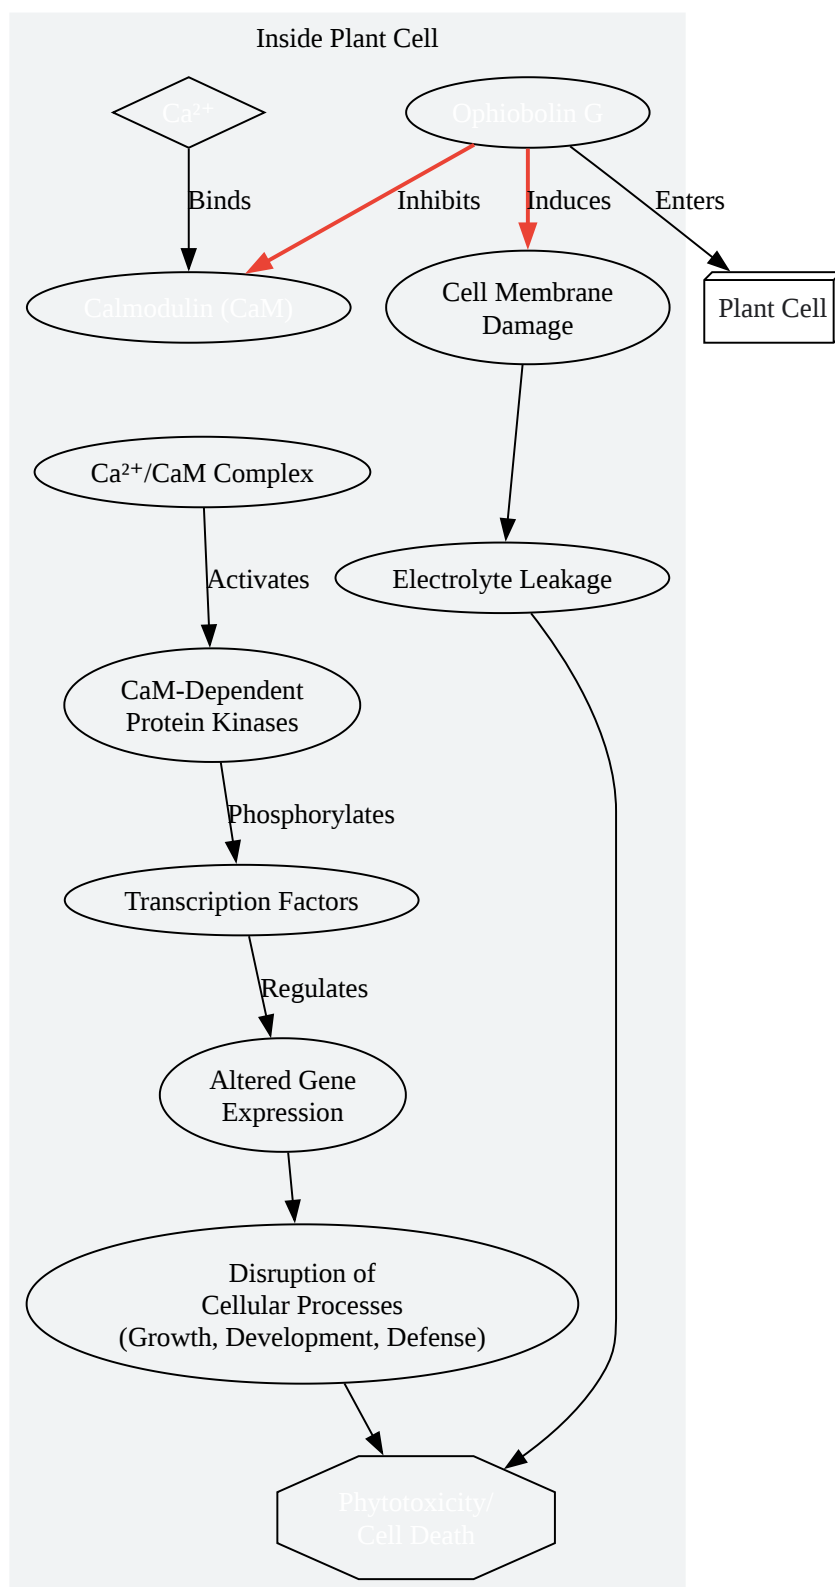 Inside Plant Cell
Ca²⁺
Ophiobolin G
Binds
Inhibits
Induces
Enters
Calmodulin (CaM)
Cell Membrane
Damage
Plant Cell
Ca²⁺/CaM Complex
Activates
Electrolyte Leakage
CaM-Dependent
Protein Kinases
Phosphorylates
Transcription Factors
Regulates
Altered Gene
Expression
Disruption of
Cellular Processes
(Growth, Development, Defense)
Phytotoxicity/
Cell Death